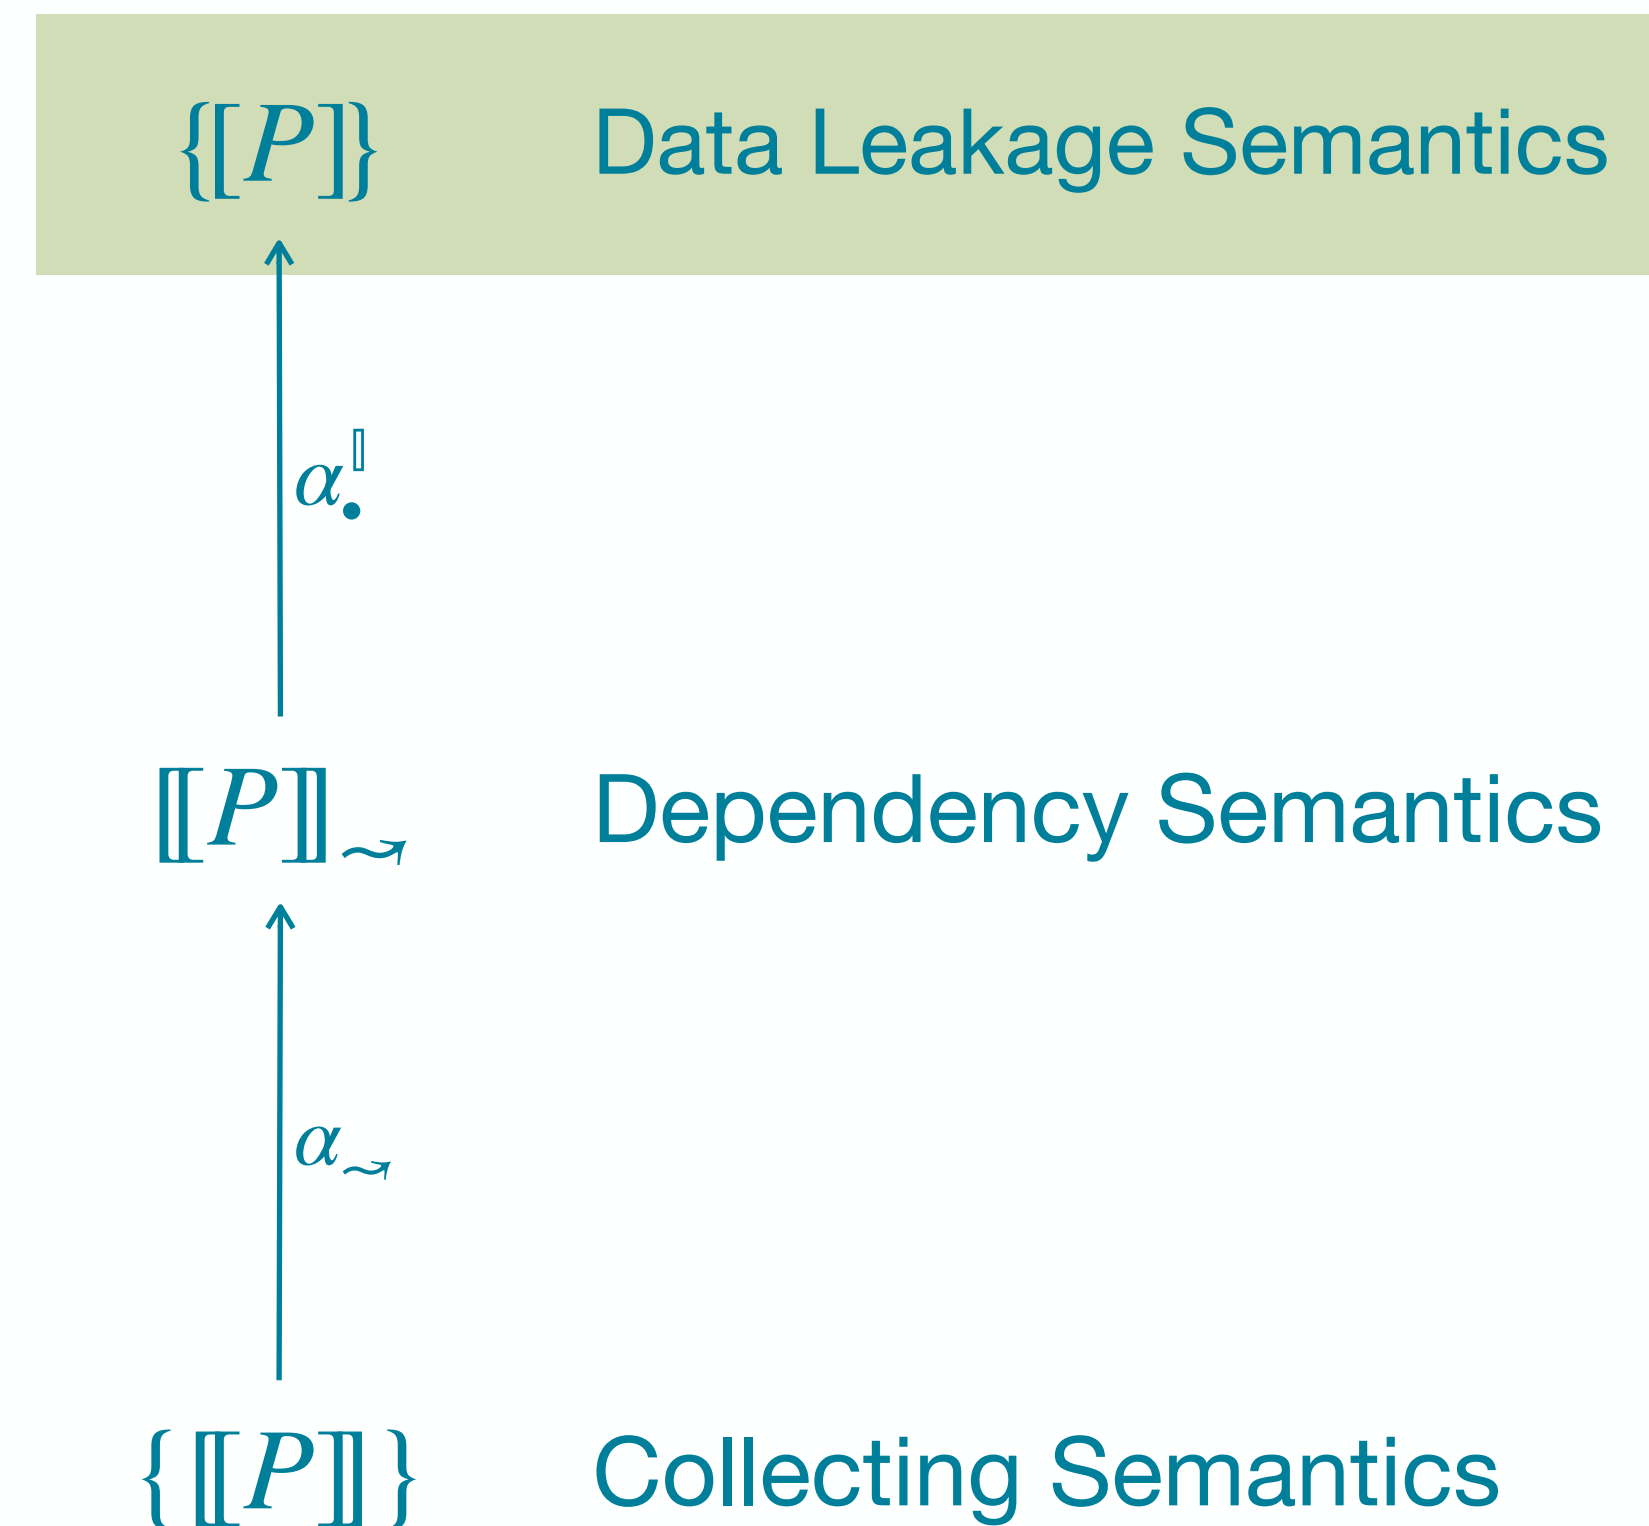 {[P]} Data Leakage Semantics
α•▯
⟦P⟧⤳ Dependency Semantics
α⤳
{⟦P⟧} Collecting Semantics